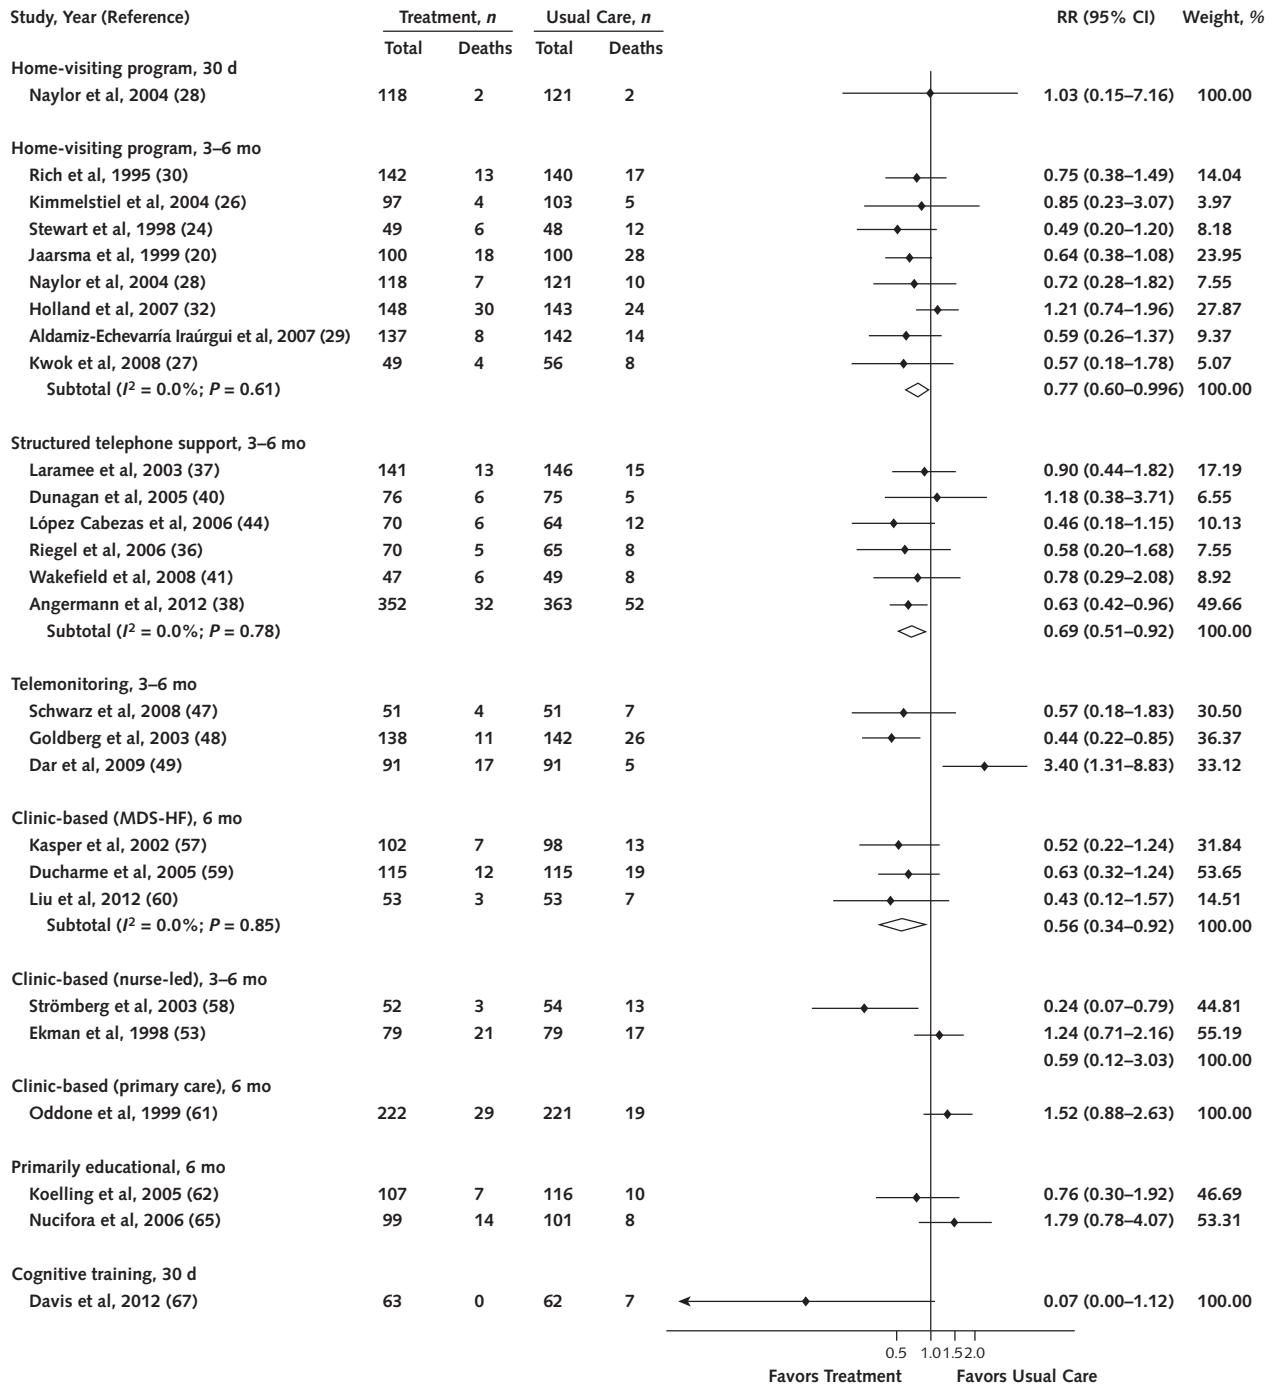 Study, Year (Reference) Treatment, n Usual Care, n RR (95% CI) Weight, %
Total Deaths Total Deaths
Home-visiting program, 30 d
Naylor et al, 2004 (28) 118 2 121 2 1.03 (0.15–7.16) 100.00
Home-visiting program, 3–6 mo
Rich et al, 1995 (30) 142 13 140 17 0.75 (0.38–1.49) 14.04
Kimmelstiel et al, 2004 (26) 97 4 103 5 0.85 (0.23–3.07) 3.97
Stewart et al, 1998 (24) 49 6 48 12 0.49 (0.20–1.20) 8.18
Jaarsma et al, 1999 (20) 100 18 100 28 0.64 (0.38–1.08) 23.95
Naylor et al, 2004 (28) 118 7 121 10 0.72 (0.28–1.82) 7.55
Holland et al, 2007 (32) 148 30 143 24 1.21 (0.74–1.96) 27.87
Aldamiz-Echevarría Iraúrgui et al, 2007 (29) 137 8 142 14 0.59 (0.26–1.37) 9.37
Kwok et al, 2008 (27) 49 4 56 8 0.57 (0.18–1.78) 5.07
Subtotal (I² = 0.0%; P = 0.61) 0.77 (0.60–0.996) 100.00
Structured telephone support, 3–6 mo
Laramee et al, 2003 (37) 141 13 146 15 0.90 (0.44–1.82) 17.19
Dunagan et al, 2005 (40) 76 6 75 5 1.18 (0.38–3.71) 6.55
López Cabezas et al, 2006 (44) 70 6 64 12 0.46 (0.18–1.15) 10.13
Riegel et al, 2006 (36) 70 5 65 8 0.58 (0.20–1.68) 7.55
Wakefield et al, 2008 (41) 47 6 49 8 0.78 (0.29–2.08) 8.92
Angermann et al, 2012 (38) 352 32 363 52 0.63 (0.42–0.96) 49.66
Subtotal (I² = 0.0%; P = 0.78) 0.69 (0.51–0.92) 100.00
Telemonitoring, 3–6 mo
Schwarz et al, 2008 (47) 51 4 51 7 0.57 (0.18–1.83) 30.50
Goldberg et al, 2003 (48) 138 11 142 26 0.44 (0.22–0.85) 36.37
Dar et al, 2009 (49) 91 17 91 5 3.40 (1.31–8.83) 33.12
Clinic-based (MDS-HF), 6 mo
Kasper et al, 2002 (57) 102 7 98 13 0.52 (0.22–1.24) 31.84
Ducharme et al, 2005 (59) 115 12 115 19 0.63 (0.32–1.24) 53.65
Liu et al, 2012 (60) 53 3 53 7 0.43 (0.12–1.57) 14.51
Subtotal (I² = 0.0%; P = 0.85) 0.56 (0.34–0.92) 100.00
Clinic-based (nurse-led), 3–6 mo
Strömberg et al, 2003 (58) 52 3 54 13 0.24 (0.07–0.79) 44.81
Ekman et al, 1998 (53) 79 21 79 17 1.24 (0.71–2.16) 55.19
0.59 (0.12–3.03) 100.00
Clinic-based (primary care), 6 mo
Oddone et al, 1999 (61) 222 29 221 19 1.52 (0.88–2.63) 100.00
Primarily educational, 6 mo
Koelling et al, 2005 (62) 107 7 116 10 0.76 (0.30–1.92) 46.69
Nucifora et al, 2006 (65) 99 14 101 8 1.79 (0.78–4.07) 53.31
Cognitive training, 30 d
Davis et al, 2012 (67) 63 0 62 7 0.07 (0.00–1.12) 100.00
0.5 1.0 1.5 2.0
Favors Treatment Favors Usual Care